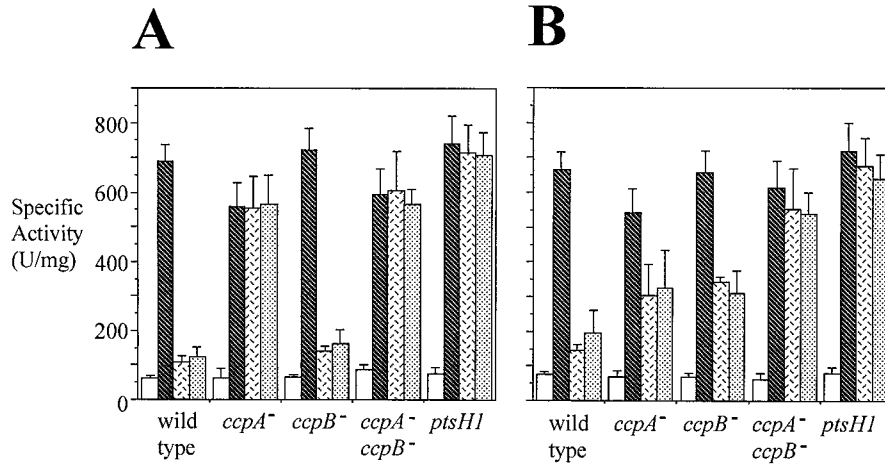 A
B
800
600
Specific
Activity
(U/mg)
400
200
0
wild
type
ccpA⁻
ccpB⁻
ccpA⁻
ccpB⁻
ptsH1
wild
type
ccpA⁻
ccpB⁻
ccpA⁻
ccpB⁻
ptsH1